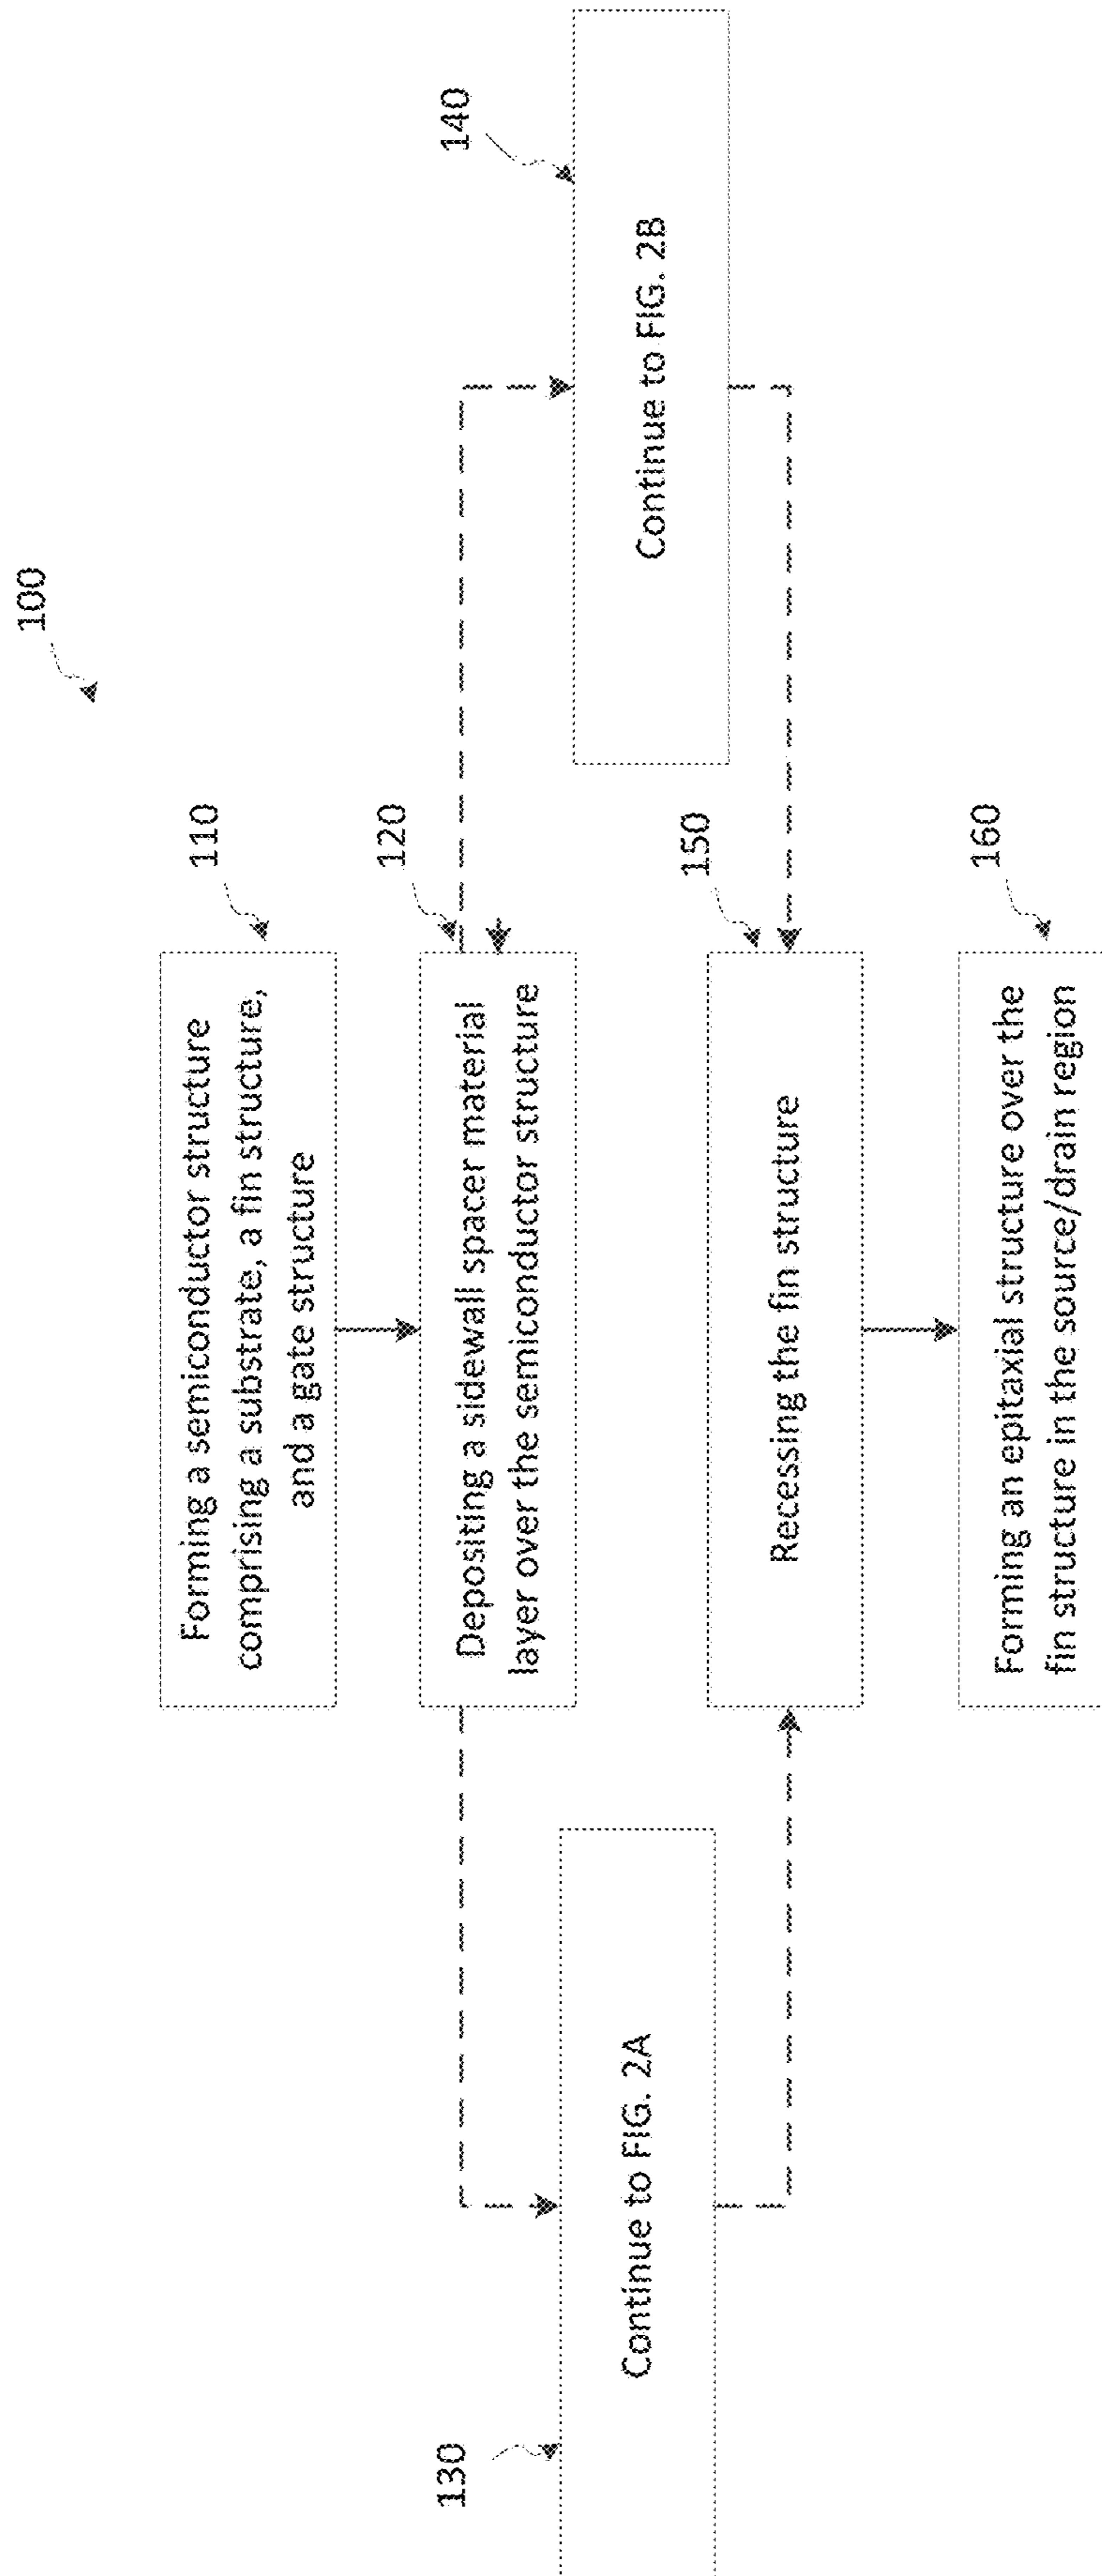 100
110
Forming a semiconductor structure
comprising a substrate, a fin structure,
and a gate structure
120
Depositing a sidewall spacer material
layer over the semiconductor structure
130
Continue to FIG. 2A
140
Continue to FIG. 2B
150
Recessing the fin structure
160
Forming an epitaxial structure over the
fin structure in the source/drain region